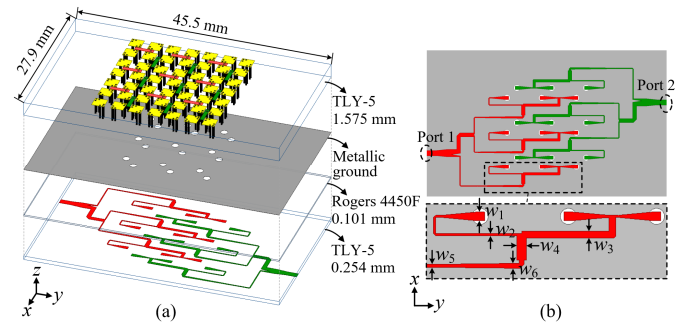 45.5 mm
27.9 mm
TLY-5
1.575 mm
Metallic
ground
Rogers 4450F
0.101 mm
TLY-5
0.254 mm
z
x
y
(a)
Port 1
Port 2
w1
w2
w3
w4
w5
w6
x
y
(b)